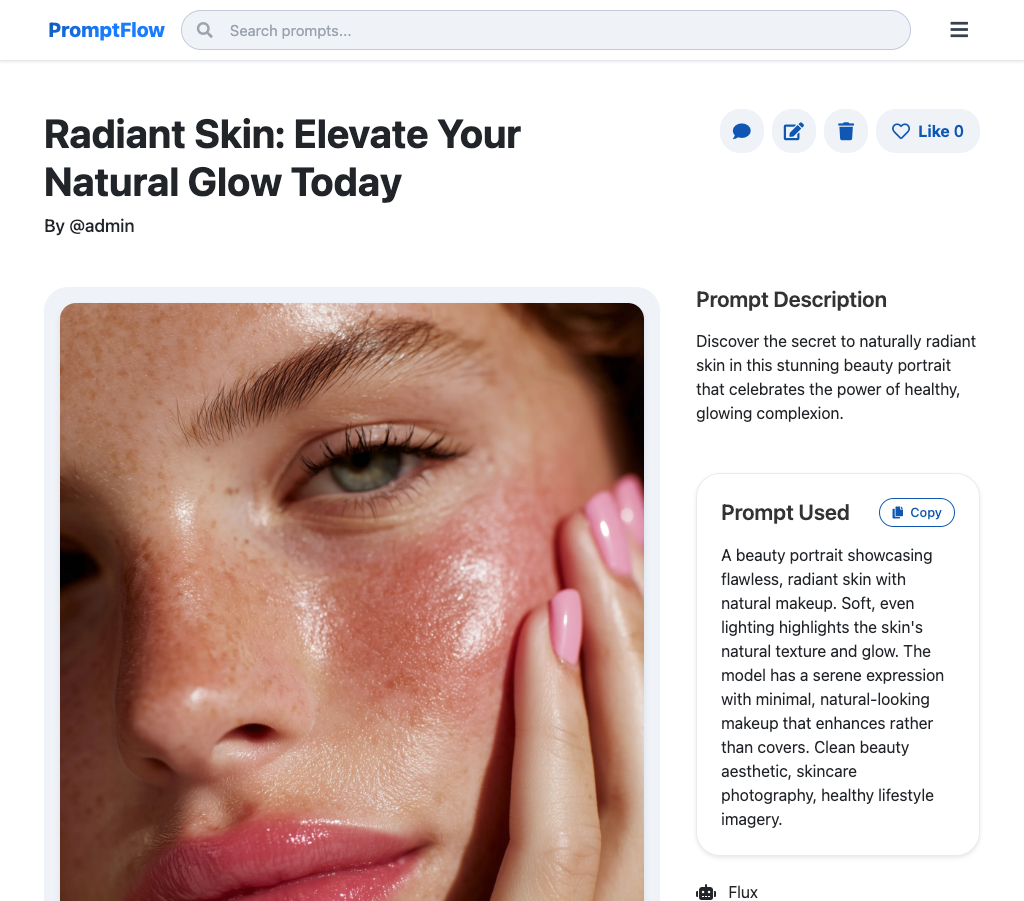 PromptFlow
Search prompts...
Radiant Skin: Elevate Your
Natural Glow Today
By @admin
Like 0
Prompt Description
Discover the secret to naturally radiant
skin in this stunning beauty portrait
that celebrates the power of healthy,
glowing complexion.
Prompt Used
Copy
A beauty portrait showcasing
flawless, radiant skin with
natural makeup. Soft, even
lighting highlights the skin's
natural texture and glow. The
model has a serene expression
with minimal, natural-looking
makeup that enhances rather
than covers. Clean beauty
aesthetic, skincare
photography, healthy lifestyle
imagery.
Flux